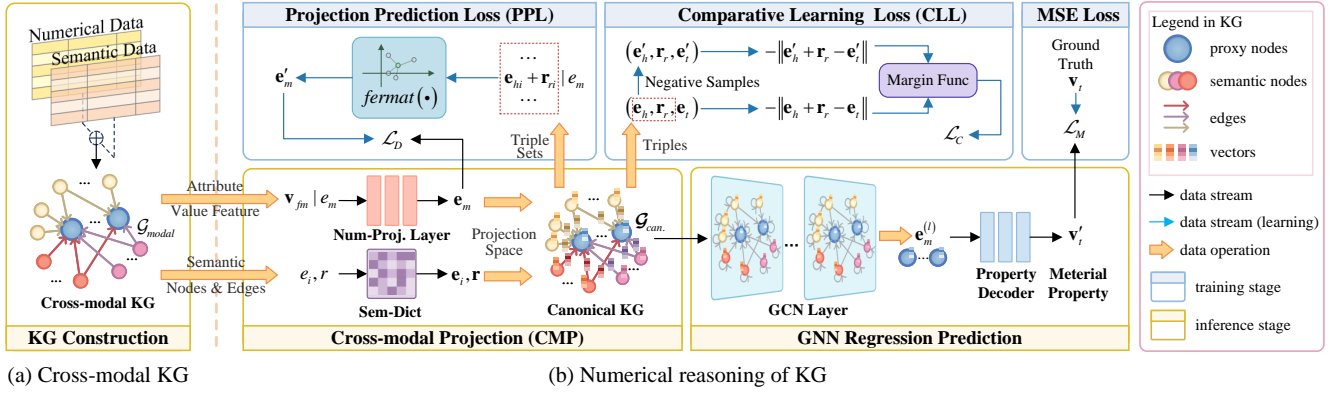 Numerical Data
Semantic Data
...
...
...
𝒢modal
Cross-modal KG
KG Construction
(a) Cross-modal KG
Attribute
Value Feature
Semantic
Nodes & Edges
Projection Prediction Loss (PPL)
e′m
fermat(•)
...
ehi + rri | em
...
ℒD
Triple
Sets
Comparative Learning Loss (CLL)
(e′h, rr, e′t)
−||e′h + rr − e′t||
Negative Samples
Margin Func
(eh, rr, et)
−||eh + rr − et||
ℒC
Triples
MSE Loss
Ground
Truth
vt
ℒM
vfm | em
em
Num-Proj. Layer
ei, r
ei, r
Sem-Dict
Projection
Space
...
...
...
𝓖can.
Canonical KG
Cross-modal Projection (CMP)
...
...
GCN Layer
em(l)
...
Property
Decoder
v′t
Meterial
Property
GNN Regression Prediction
(b) Numerical reasoning of KG
Legend in KG
proxy nodes
semantic nodes
edges
vectors
data stream
data stream (learning)
data operation
training stage
inference stage